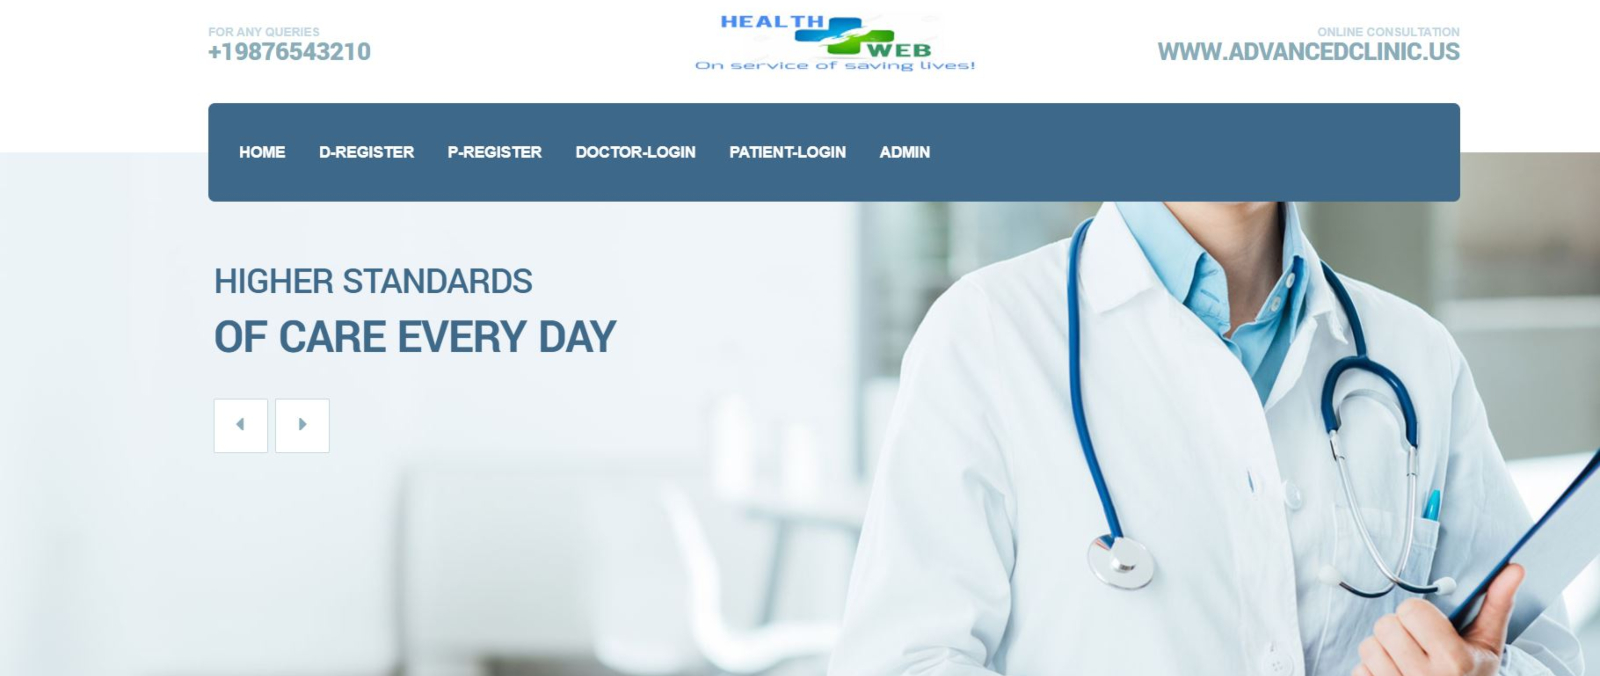 FOR ANY QUERIES
+19876543210
HEALTH
WEB
On service of saving lives!
ONLINE CONSULTATION
WWW.ADVANCEDCLINIC.US
HOME D-REGISTER P-REGISTER DOCTOR-LOGIN PATIENT-LOGIN ADMIN
HIGHER STANDARDS
OF CARE EVERY DAY